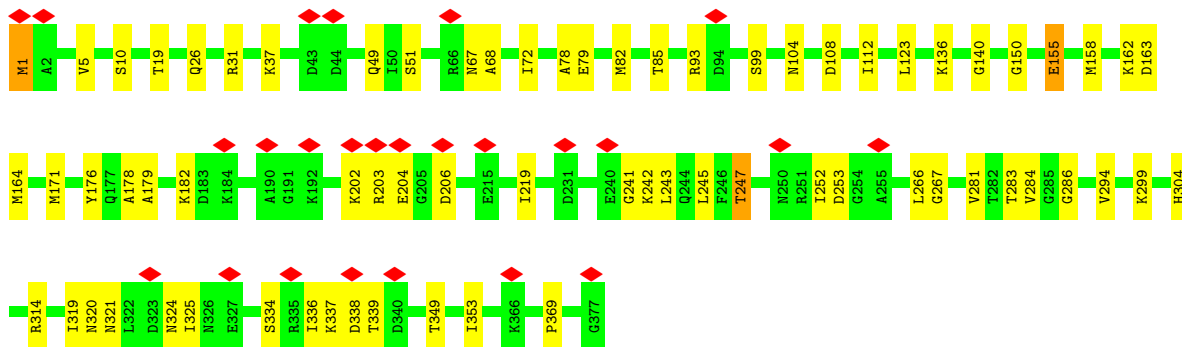 M1 A2 V5 S10 T19 Q26 R31 K37 D43 D44 Q49 I50 S51 R66 N67 A68 I72 A78 E79 M82 T85 R93 D94 S99 N104 D108 I112 L123 K136 G140 G150 E155 M158 K162 D163
M164 M171 Y176 Q177 A178 A179 K182 D183 K184 A190 G191 K192 K202 R203 E204 G205 D206 E215 I219 D231 E240 G241 K242 L243 Q244 L245 F246 T247 N250 R251 I252 D253 G254 A255 L266 G267 V281 T282 T283 V284 G285 G286 V294 K299 H304
R314 I319 N320 N321 L322 D323 N324 I325 N326 E327 S334 R335 I336 K337 D338 T339 D340 T349 I353 K366 P369 G377